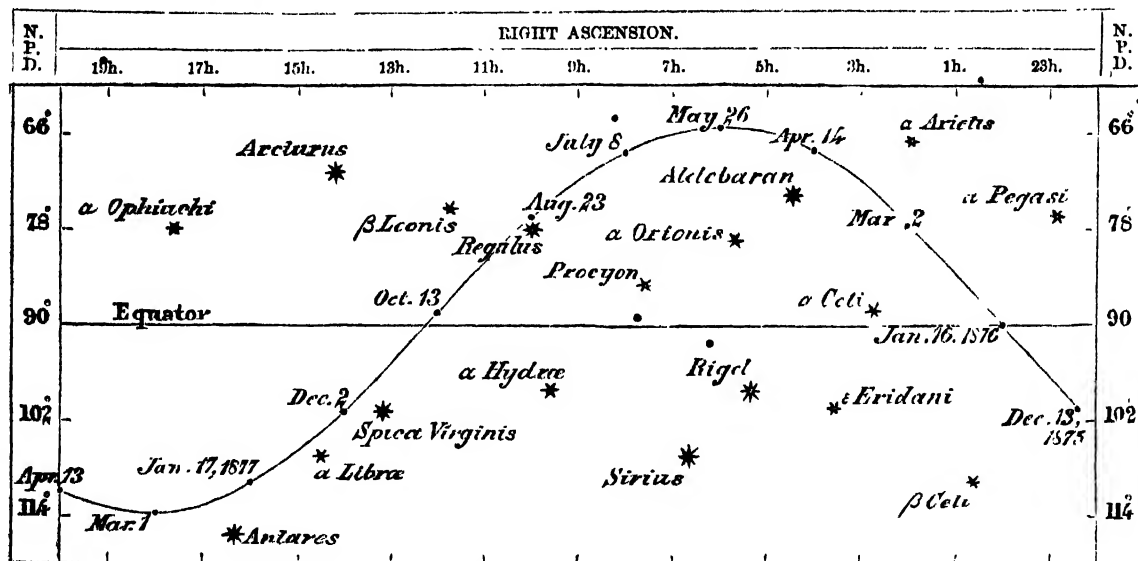 N. P. D.
RIGHT ASCENSION.
N. P. D.
19h. 17h. 15h. 13h. 11h. 9h. 7h. 5h. 3h. 1h. 23h.
66°
May 26
α Arietis
66°
Arcturus
July 8
Apr. 14
Aldebaran
α Ophiuchi
Aug. 23
α Pegasi
78°
β Leonis
Regulus
α Orionis
Mar. 2
78°
Procyon
Oct. 13
α Ceti
90°
Equator
Jan. 16. 1876
90
α Hydræ
Rigel
Dec. 2
ε Eridani
102°
Spica Virginis
Dec. 13, 1875
102°
Apr. 13
Jan. 17, 1877
α Libræ
Sirius
β Ceti
114°
Mar. 1
Antares
114°